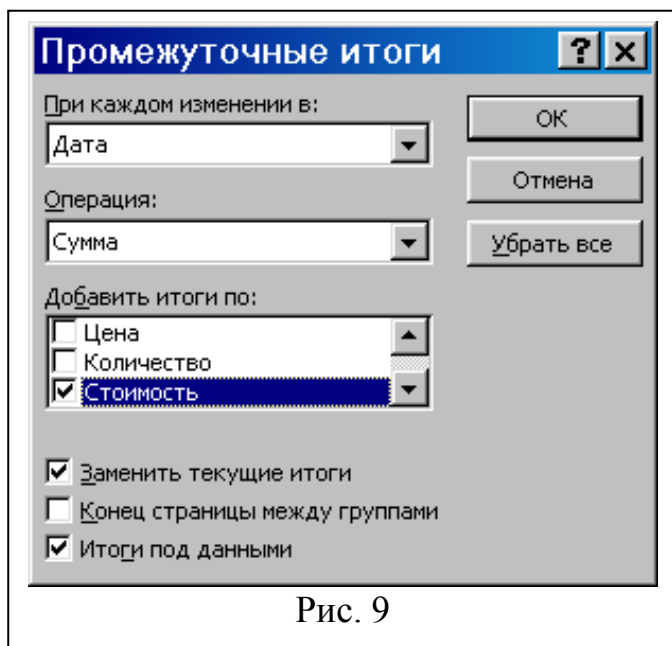 Промежуточные итоги
При каждом изменении в:
Дата
Операция:
Сумма
Добавить итоги по:
Цена
Количество
Стоимость
Заменить текущие итоги
Конец страницы между группами
Итоги под данными
ОК
Отмена
Убрать все
Рис. 9